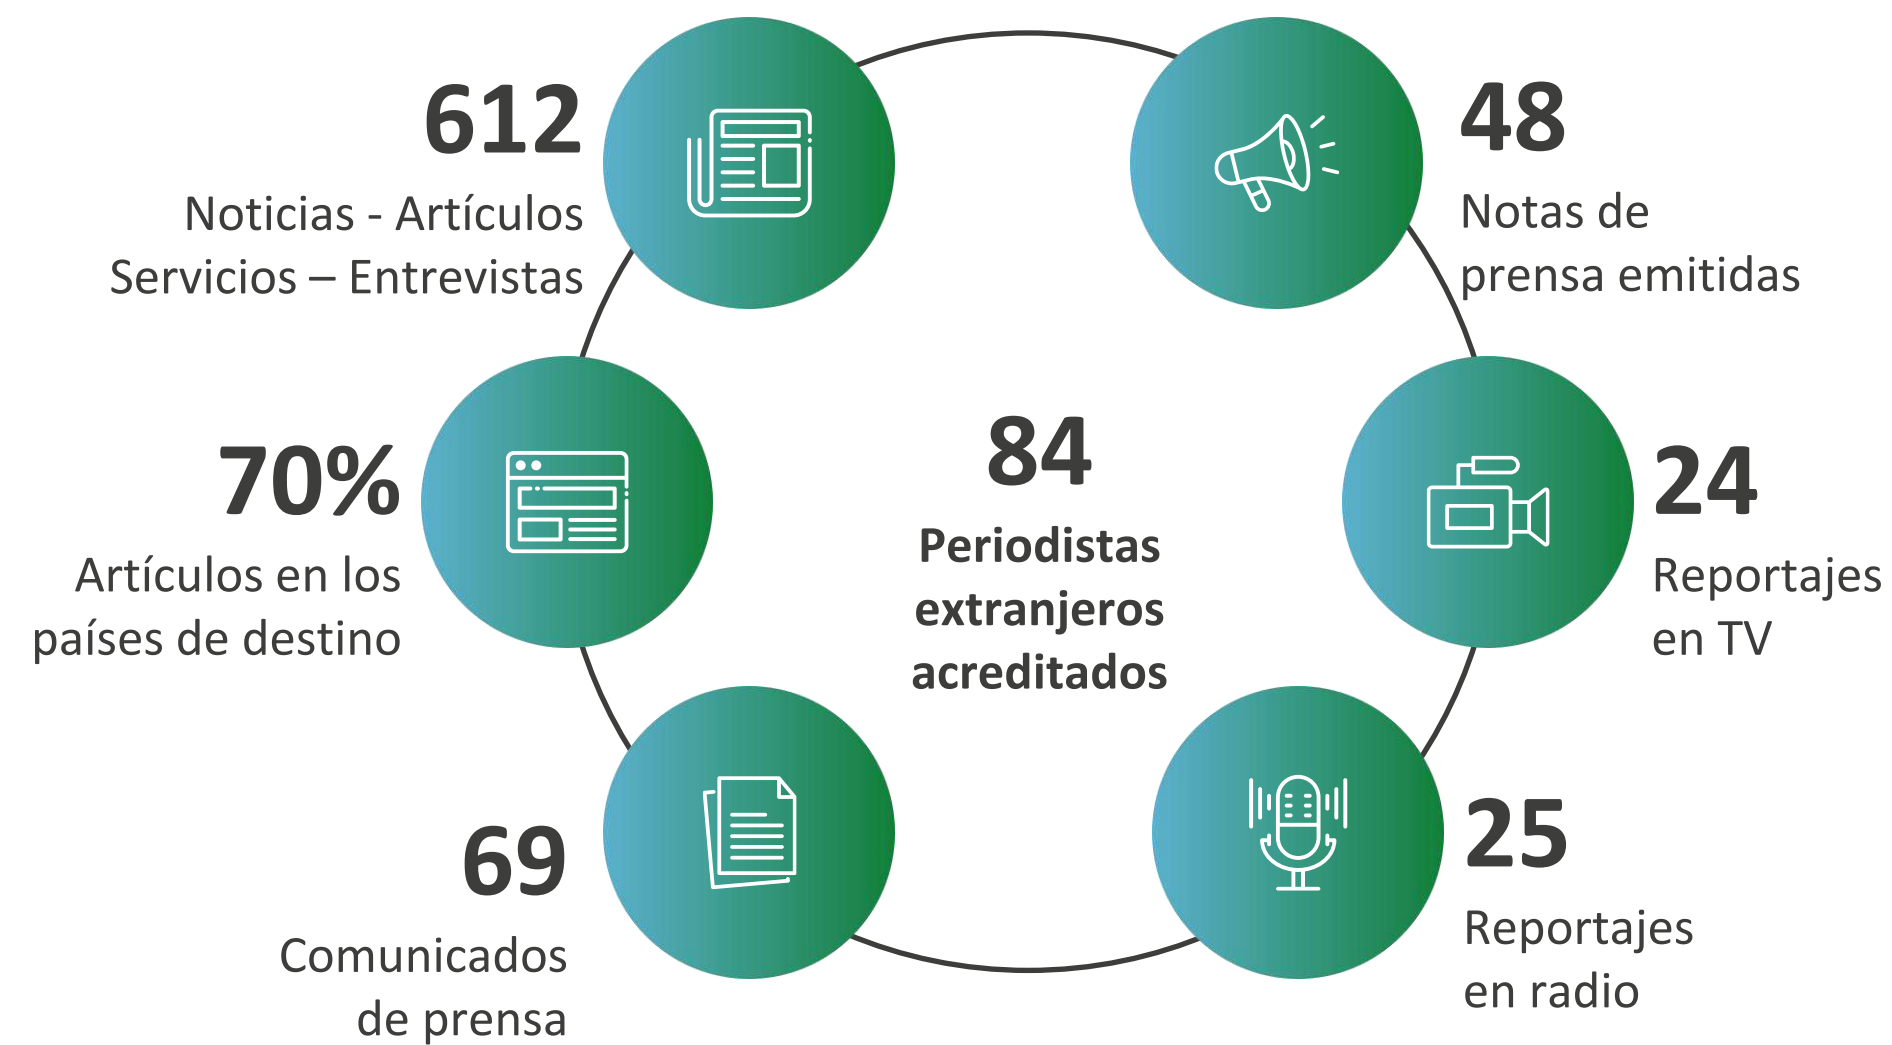 612
Noticias - Artículos
Servicios – Entrevistas
48
Notas de
prensa emitidas
70%
Artículos en los
países de destino
84
Periodistas
extranjeros
acreditados
24
Reportajes
en TV
69
Comunicados
de prensa
25
Reportajes
en radio